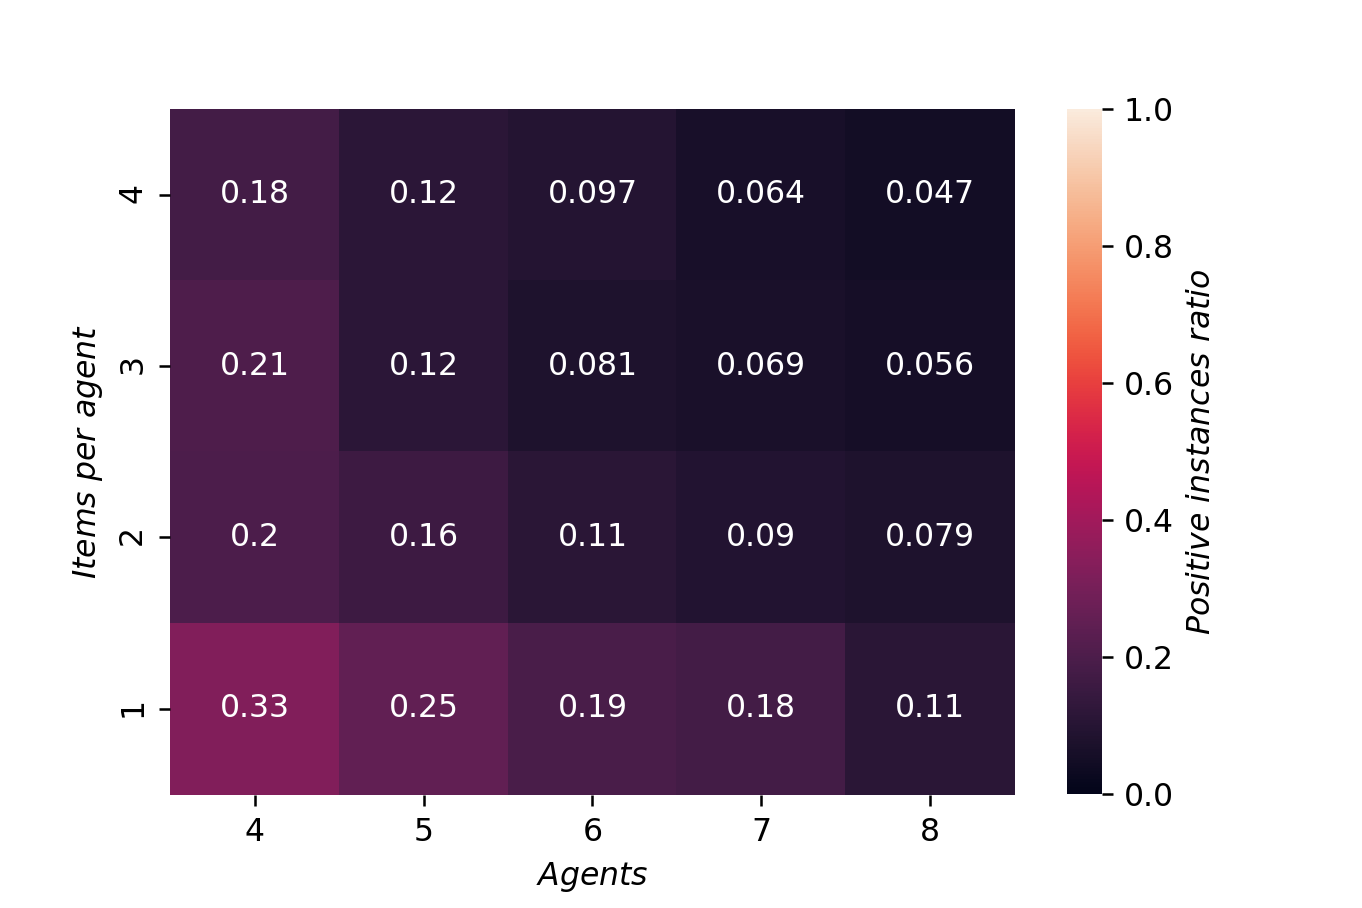 4 0.18 0.12 0.097 0.064 0.047
3 0.21 0.12 0.081 0.069 0.056
2 0.2 0.16 0.11 0.09 0.079
1 0.33 0.25 0.19 0.18 0.11
4 5 6 7 8
Agents
Items per agent
1.0
0.8
0.6
0.4
0.2
0.0
Positive instances ratio